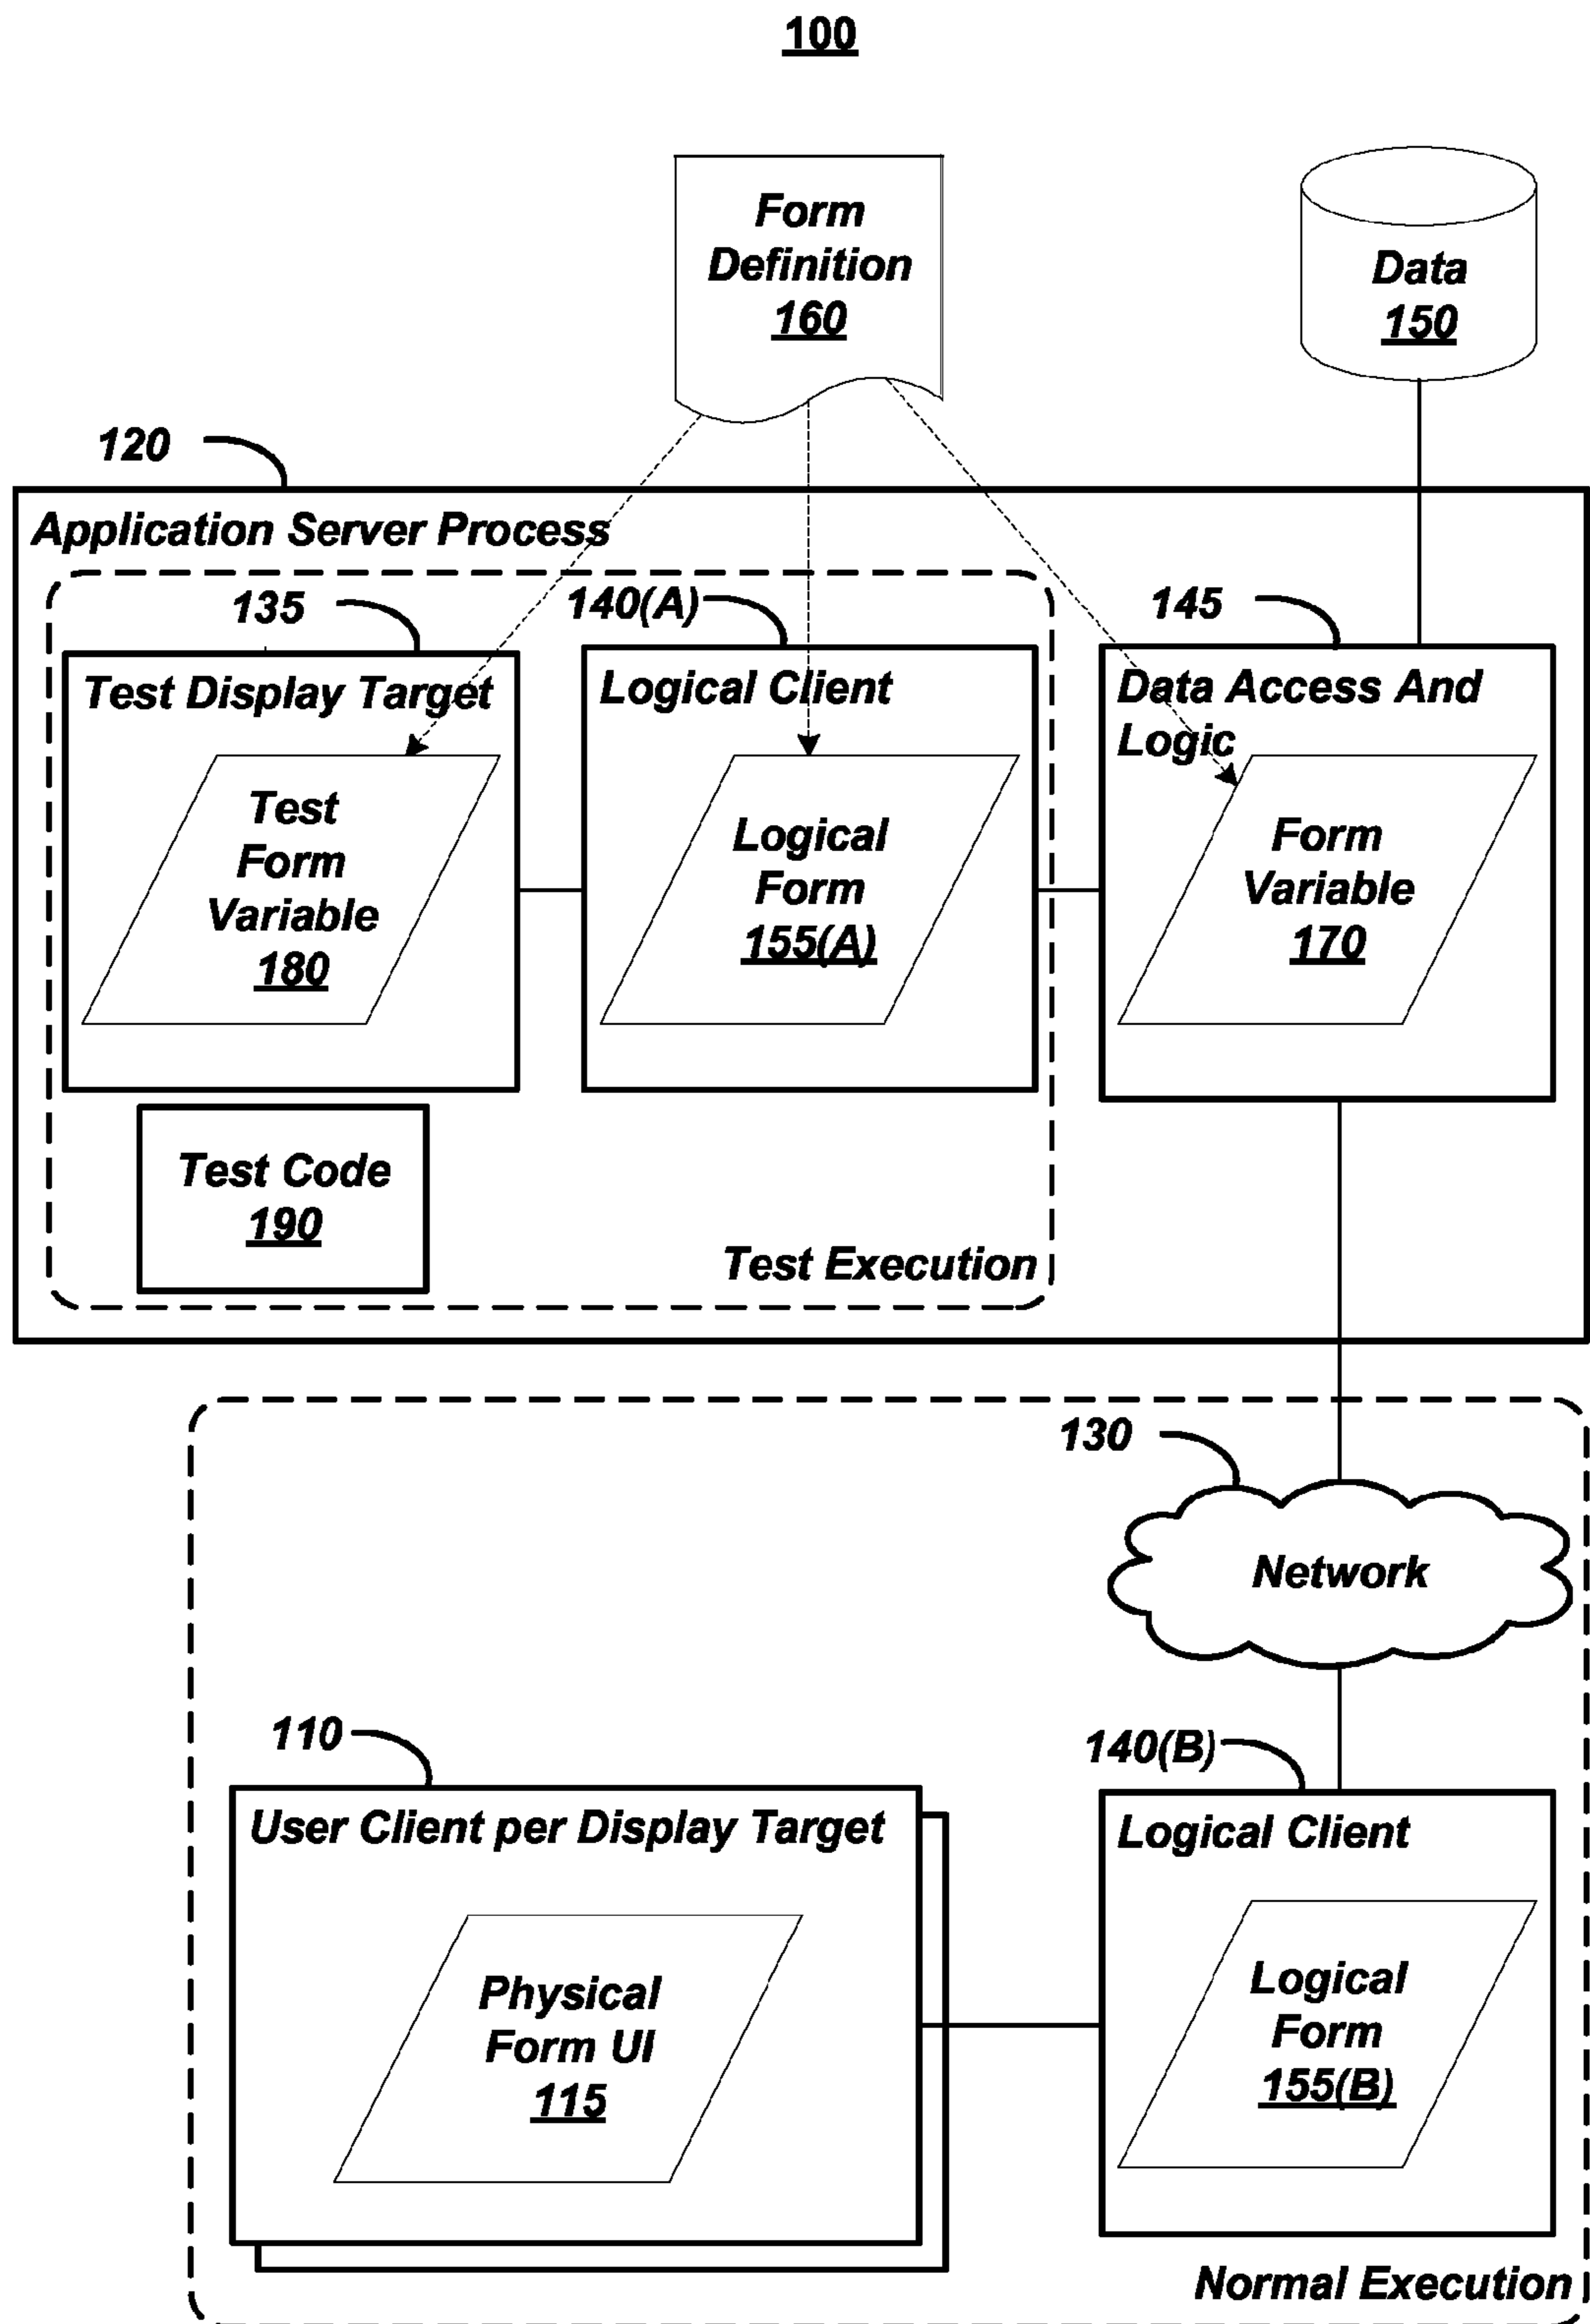 100
Form
Definition
160
Data
150
120
Application Server Process
135
140(A)
145
Test Display Target
Test
Form
Variable
180
Logical Client
Logical
Form
155(A)
Data Access And
Logic
Form
Variable
170
Test Code
190
Test Execution
130
Network
110
140(B)
User Client per Display Target
Physical
Form UI
115
Logical Client
Logical
Form
155(B)
Normal Execution